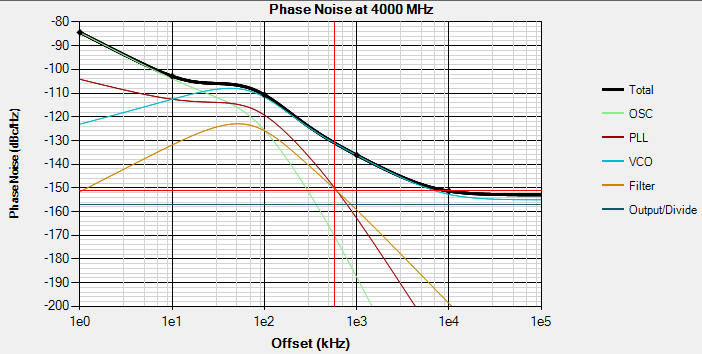 Phase Noise at 4000 MHz
Phase Noise (dBc/Hz)
-80
-90
-100
-110
-120
-130
-140
-150
-160
-170
-180
-190
-200
1e0 1e1 1e2 1e3 1e4 1e5
Offset (kHz)
Total
OSC
PLL
VCO
Filter
Output/Divide